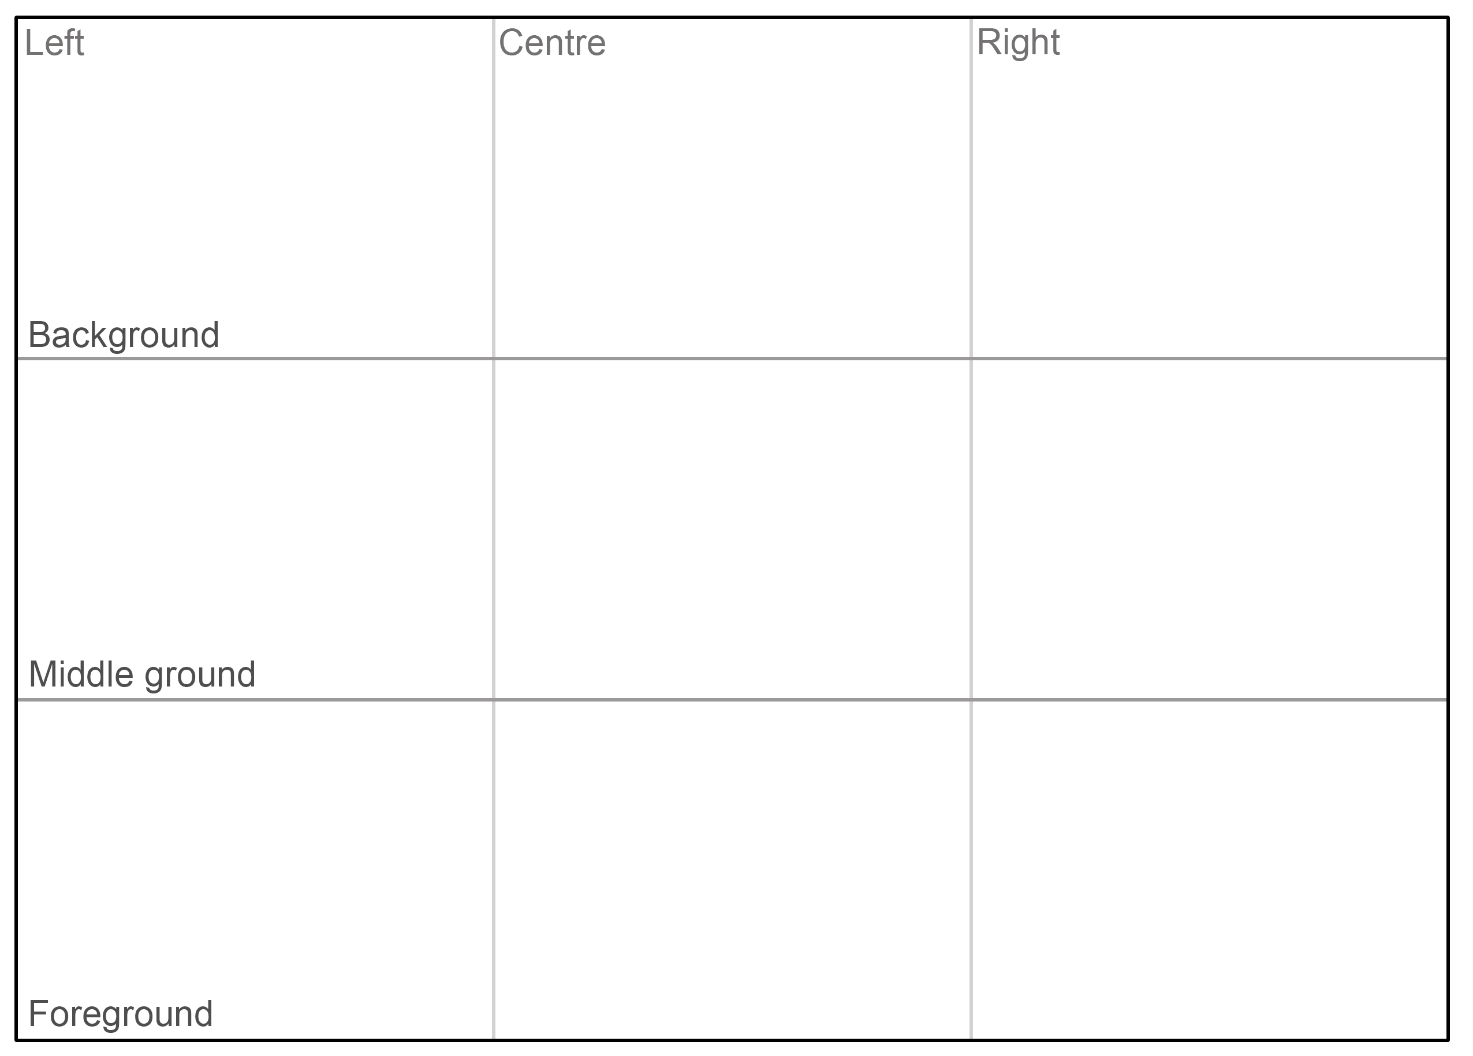 Left
Centre
Right
Background
Middle ground
Foreground